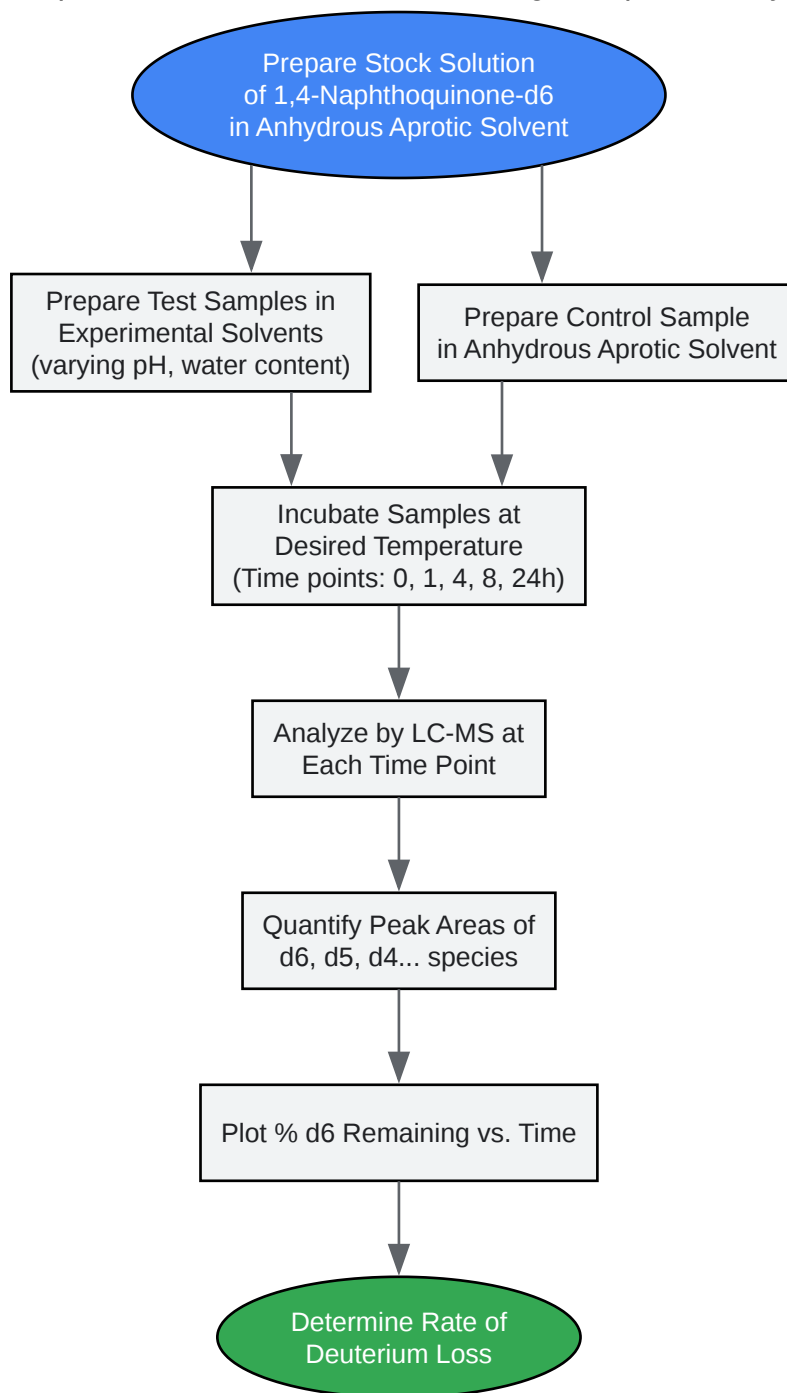 Prepare Stock Solution
of 1,4-Naphthoquinone-d6
in Anhydrous Aprotic Solvent
Prepare Test Samples in
Experimental Solvents
(varying pH, water content)
Prepare Control Sample
in Anhydrous Aprotic Solvent
Incubate Samples at
Desired Temperature
(Time points: 0, 1, 4, 8, 24h)
Analyze by LC-MS at
Each Time Point
Quantify Peak Areas of
d6, d5, d4... species
Plot % d6 Remaining vs. Time
Determine Rate of
Deuterium Loss